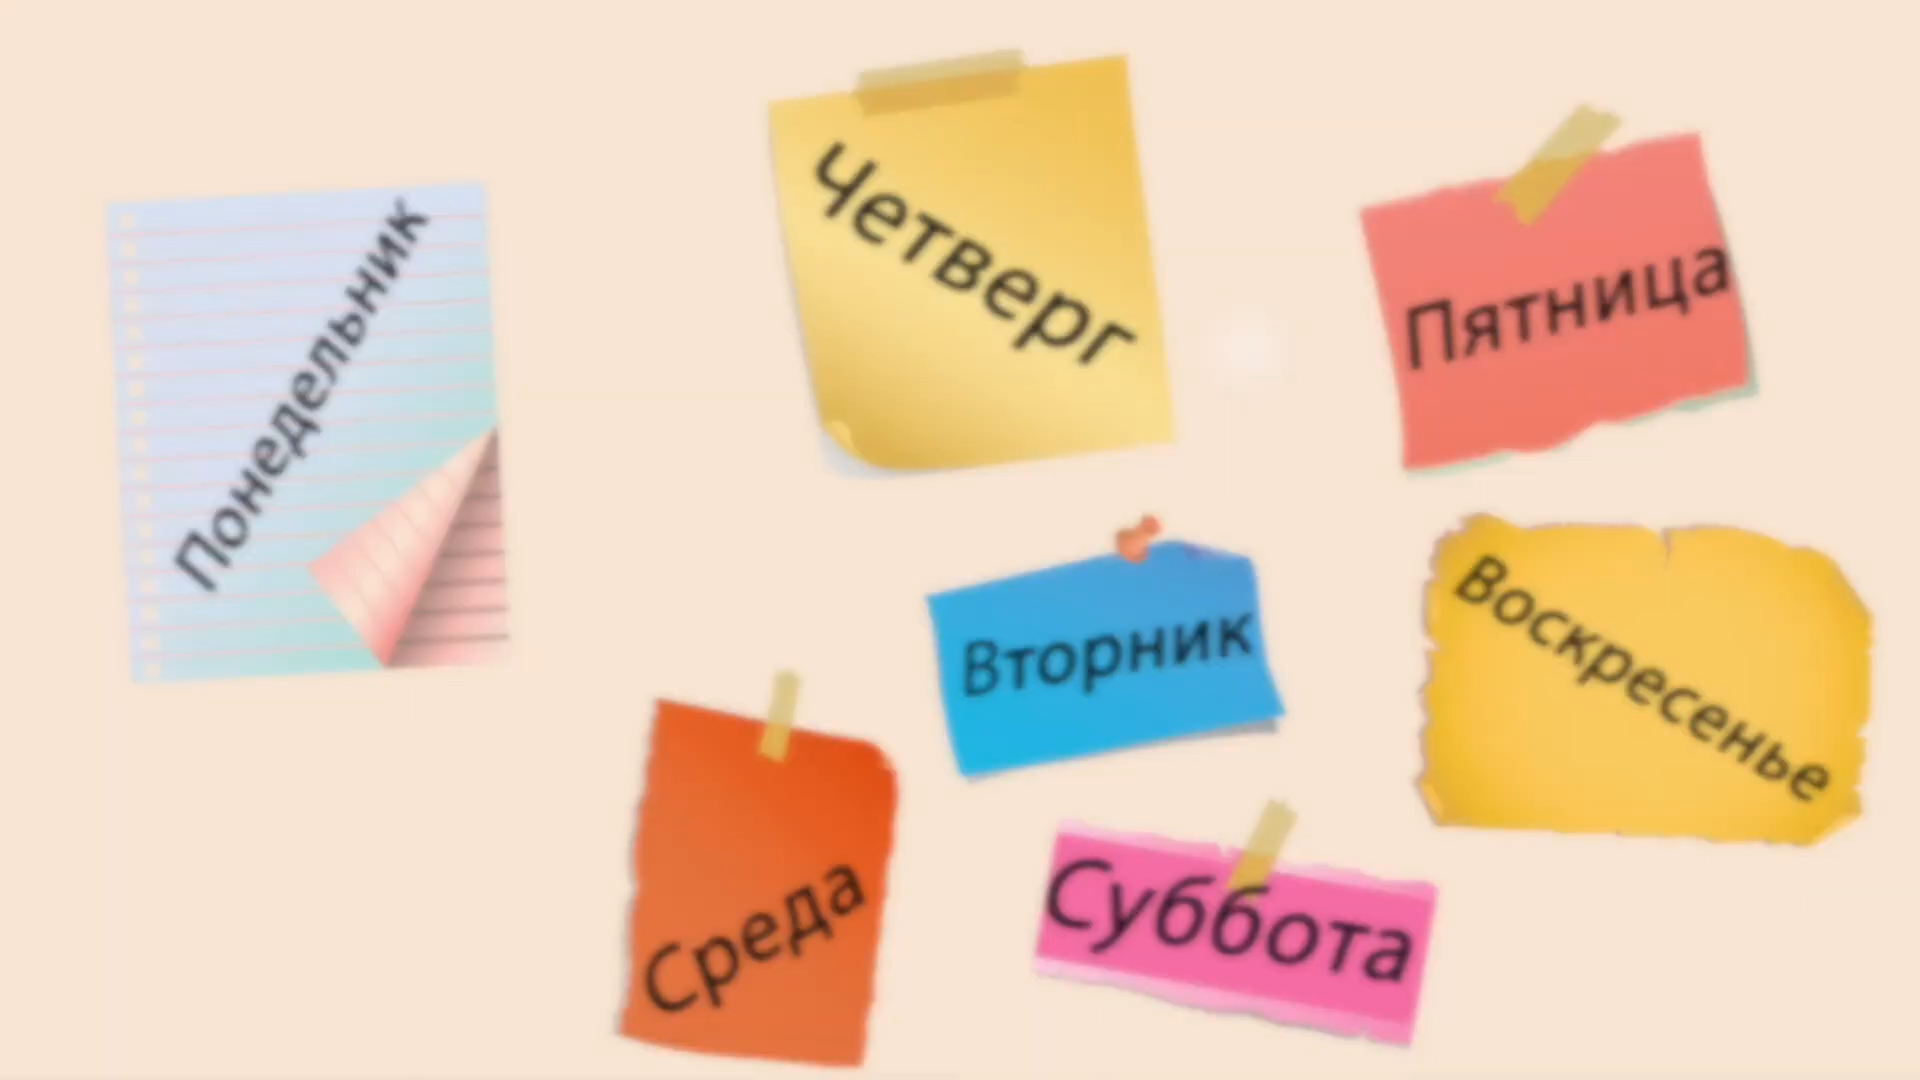 Понедельник
Четверг
Пятница
Вторник
Воскресенье
Среда
Суббота